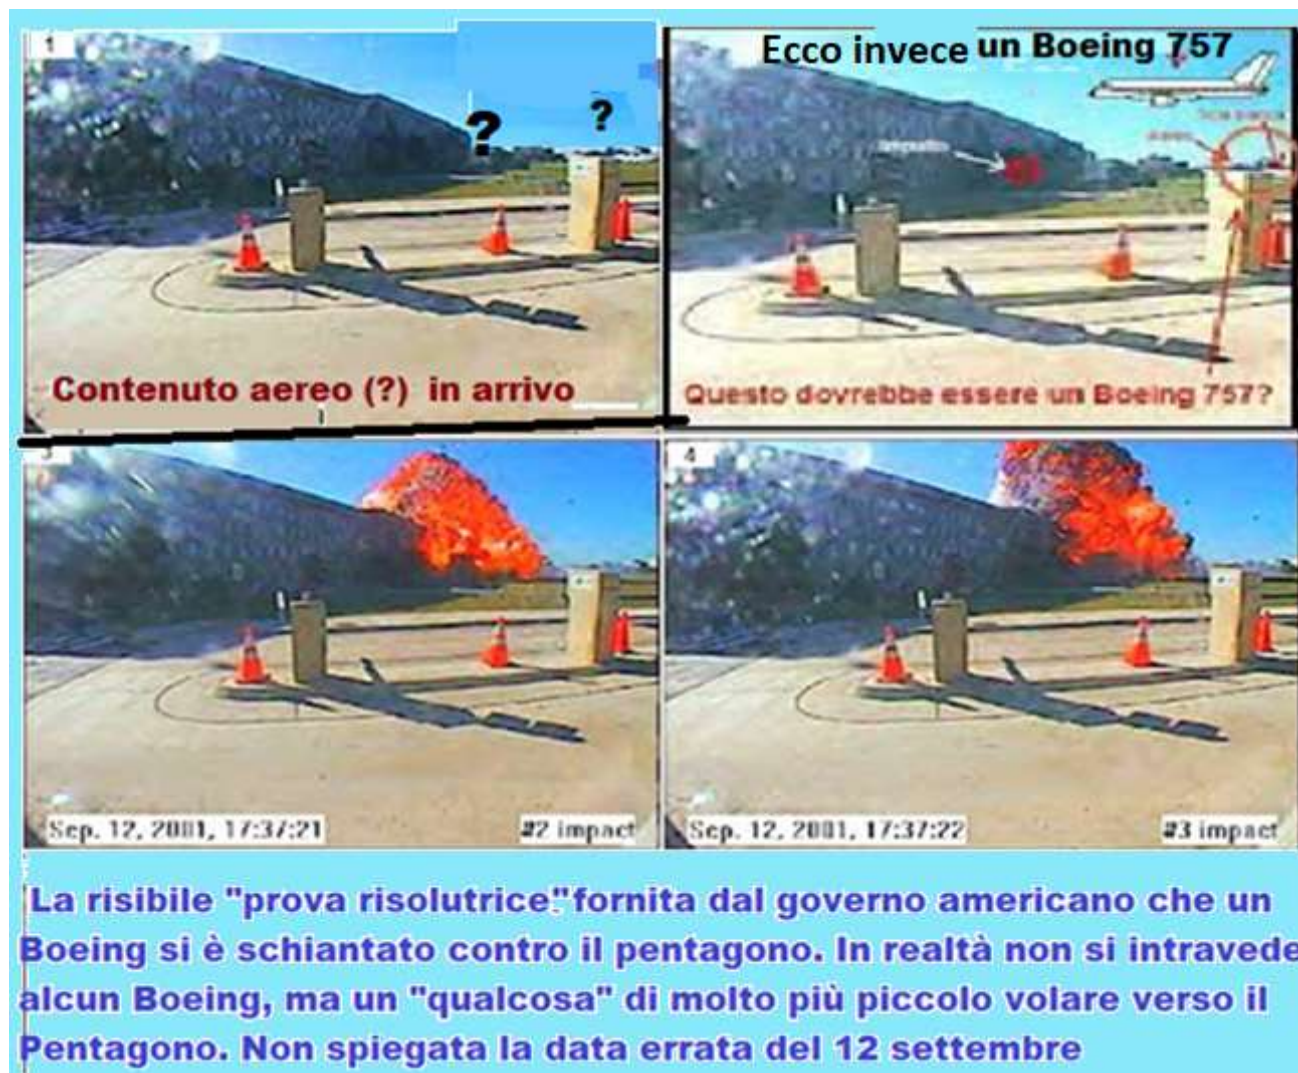 1
?
?
Contenuto aereo (?) in arrivo
Ecco invece un Boeing 757
impatto
Questo dovrebbe essere un Boeing 757?
3
Sep. 12, 2001, 17:37:21
#2 impact
4
Sep. 12, 2001, 17:37:22
#3 impact
La risibile "prova risolutrice" fornita dal governo americano che un
Boeing si è schiantato contro il pentagono. In realtà non si intravede
alcun Boeing, ma un "qualcosa" di molto più piccolo volare verso il
Pentagono. Non spiegata la data errata del 12 settembre